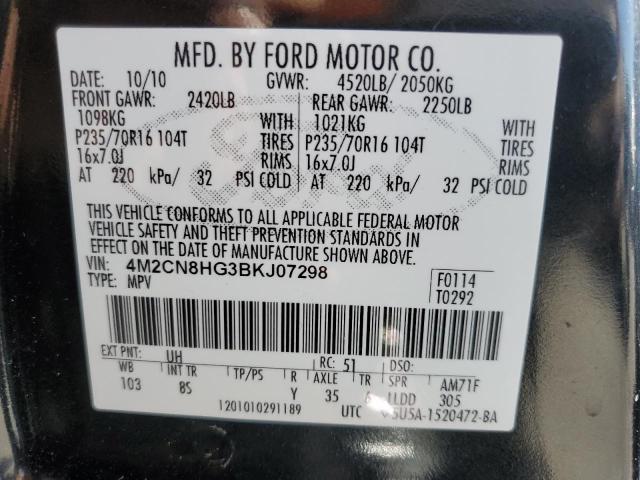 MFD. BY FORD MOTOR CO.
DATE: 10/10 GVWR: 4520LB/ 2050KG
FRONT GAWR: 2420LB REAR GAWR: 2250LB
1098KG WITH 1021KG WITH
P235/70R16 104T TIRES P235/70R16 104T TIRES
16x7.0J RIMS 16x7.0J RIMS
AT 220 kPa/ 32 PSI COLD AT 220 kPa/ 32 PSI COLD
THIS VEHICLE CONFORMS TO ALL APPLICABLE FEDERAL MOTOR
VEHICLE SAFETY AND THEFT PREVENTION STANDARDS IN
EFFECT ON THE DATE OF MANUFACTURE SHOWN ABOVE.
VIN: 4M2CN8HG3BKJ07298 F0114
TYPE: MPV T0292
EXT PNT: UH RC: 51 DSO:
WB INT TR TP/PS R AXLE TR SPR AM71F
103 8S Y 35 6 LLDD 305
1201010291189 UTC 5U5A-1520472-BA